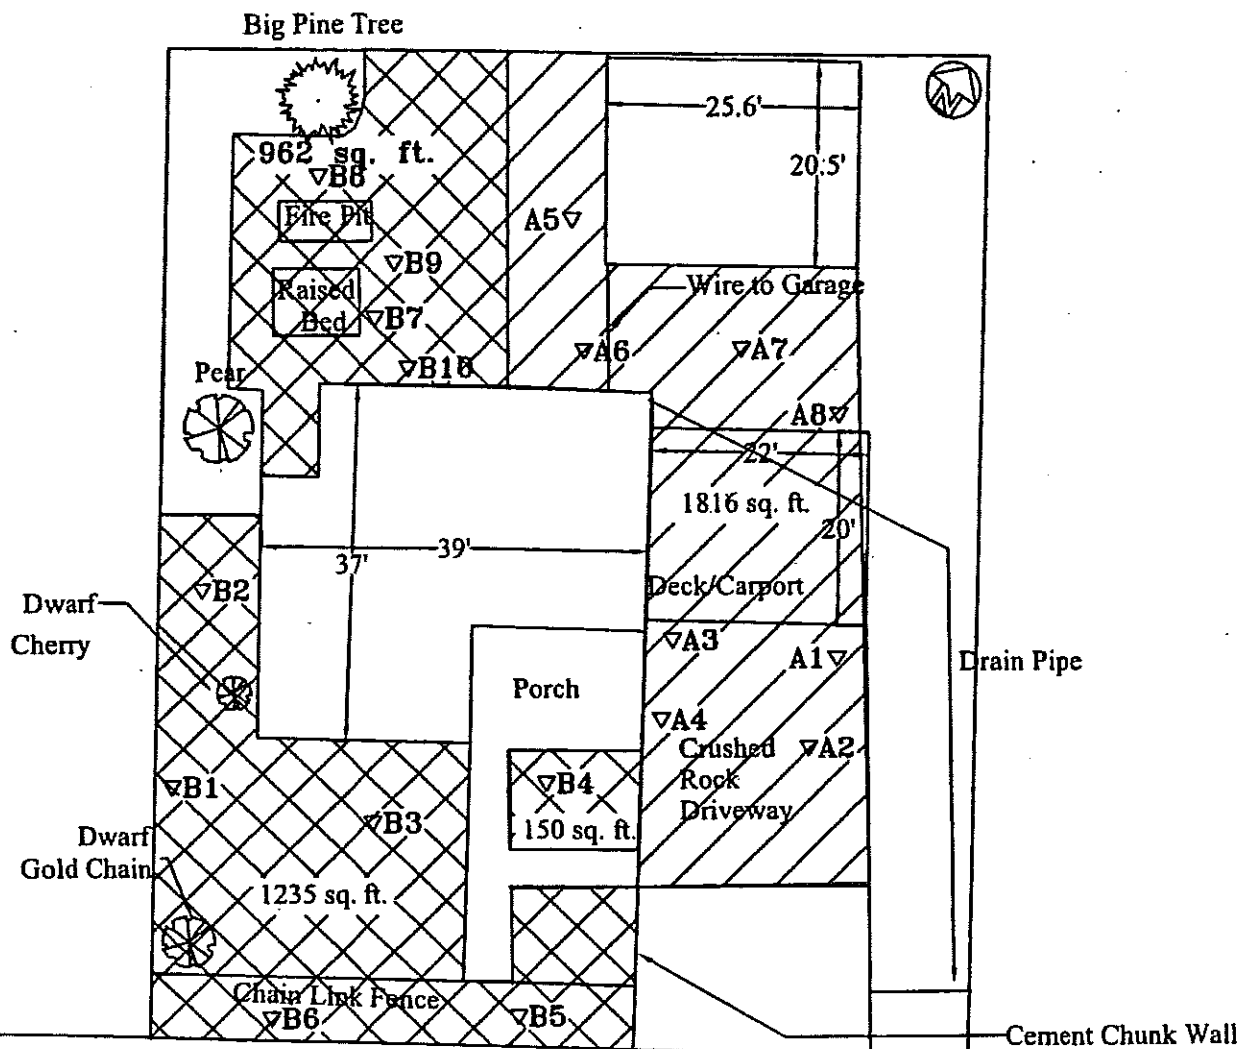 Big Pine Tree
25.6'
962 sq. ft.
B8
20.5'
Fire Pit
A5
B9
Wire to Garage
Raised
Bed
B7
A6
A7
Pear
B10
A8
22'
1816 sq. ft.
20'
39'
37'
Deck/Carport
B2
Dwarf
Cherry
A3
A1
Drain Pipe
Porch
A4
Crushed
Rock
Driveway
A2
B1
B4
B3
150 sq. ft.
Dwarf
Gold Chain
1235 sq. ft.
Chain Link Fence
B6
B5
Cement Chunk Wall
N